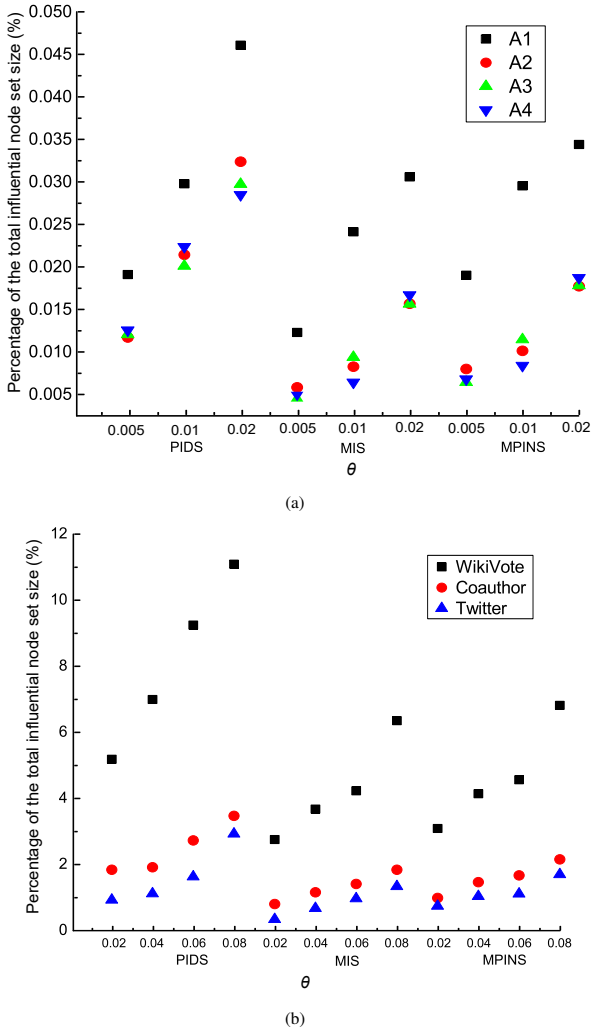 Percentage of the total influential node set size (%)
0.050
0.045
0.040
0.035
0.030
0.025
0.020
0.015
0.010
0.005
A1
A2
A3
A4
0.005 0.01 0.02 0.005 0.01 0.02 0.005 0.01 0.02
PIDS MIS MPINS
θ
(a)
Percentage of the total influential node set size (%)
12
10
8
6
4
2
0
WikiVote
Coauthor
Twitter
0.02 0.04 0.06 0.08 0.02 0.04 0.06 0.08 0.02 0.04 0.06 0.08
PIDS MIS MPINS
θ
(b)